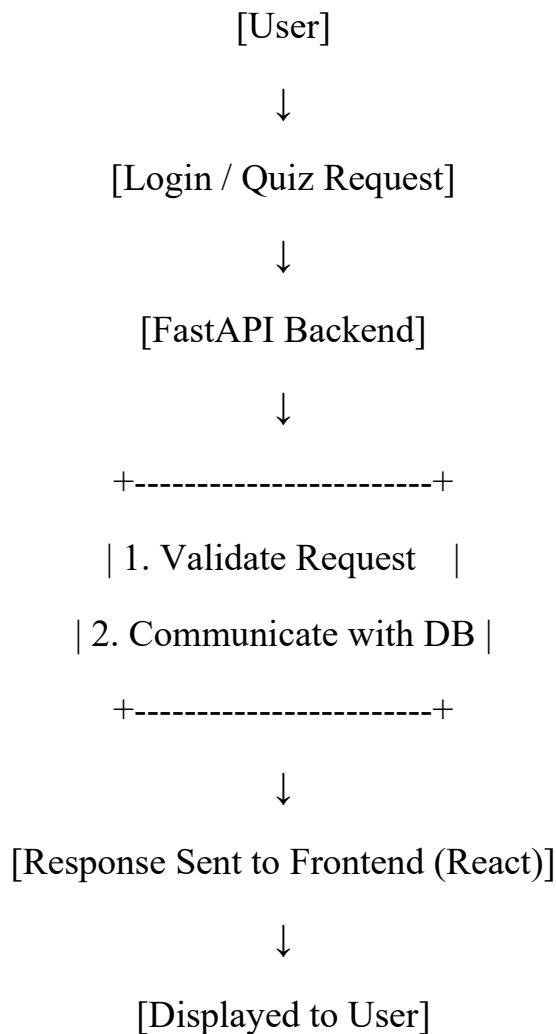 [User]
↓
[Login / Quiz Request]
↓
[FastAPI Backend]
↓
+------------------------+
| 1. Validate Request    |
| 2. Communicate with DB |
+------------------------+
↓
[Response Sent to Frontend (React)]
↓
[Displayed to User]